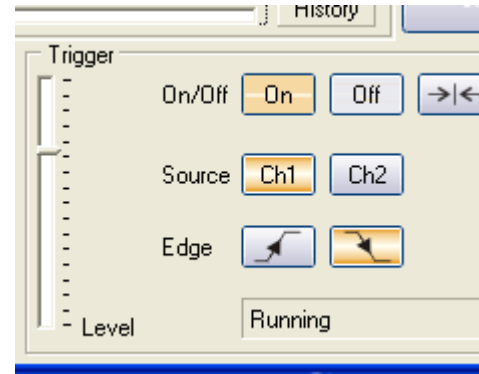 History
Trigger
On/Off On Off
Source Ch1 Ch2
Edge
Level Running